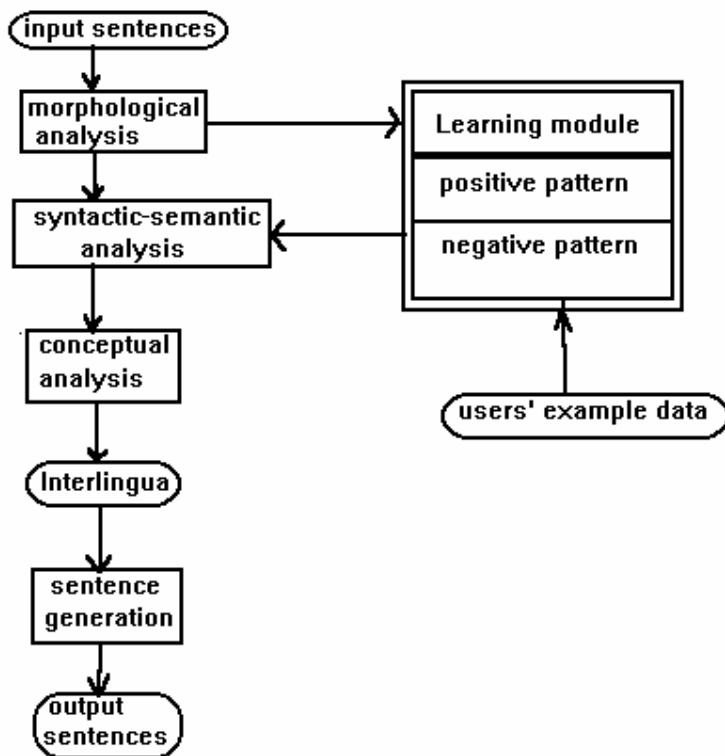 input sentences
morphological
analysis
Learning module
positive pattern
negative pattern
syntactic-semantic
analysis
conceptual
analysis
users' example data
Interlingua
sentence
generation
output
sentences